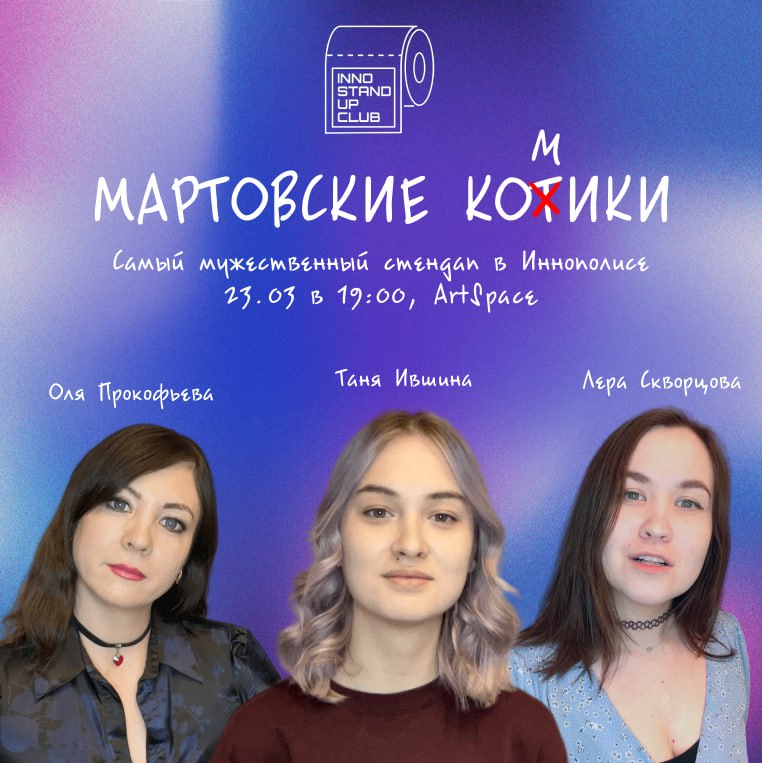 INNO
STAND
UP
CLUB
М
МАРТОВСКИЕ КОТИКИ
Самый мужественный стендап в Иннополисе
23.03 в 19:00, ArtSpace
Оля Прокофьева
Таня Ившина
Лера Скворцова